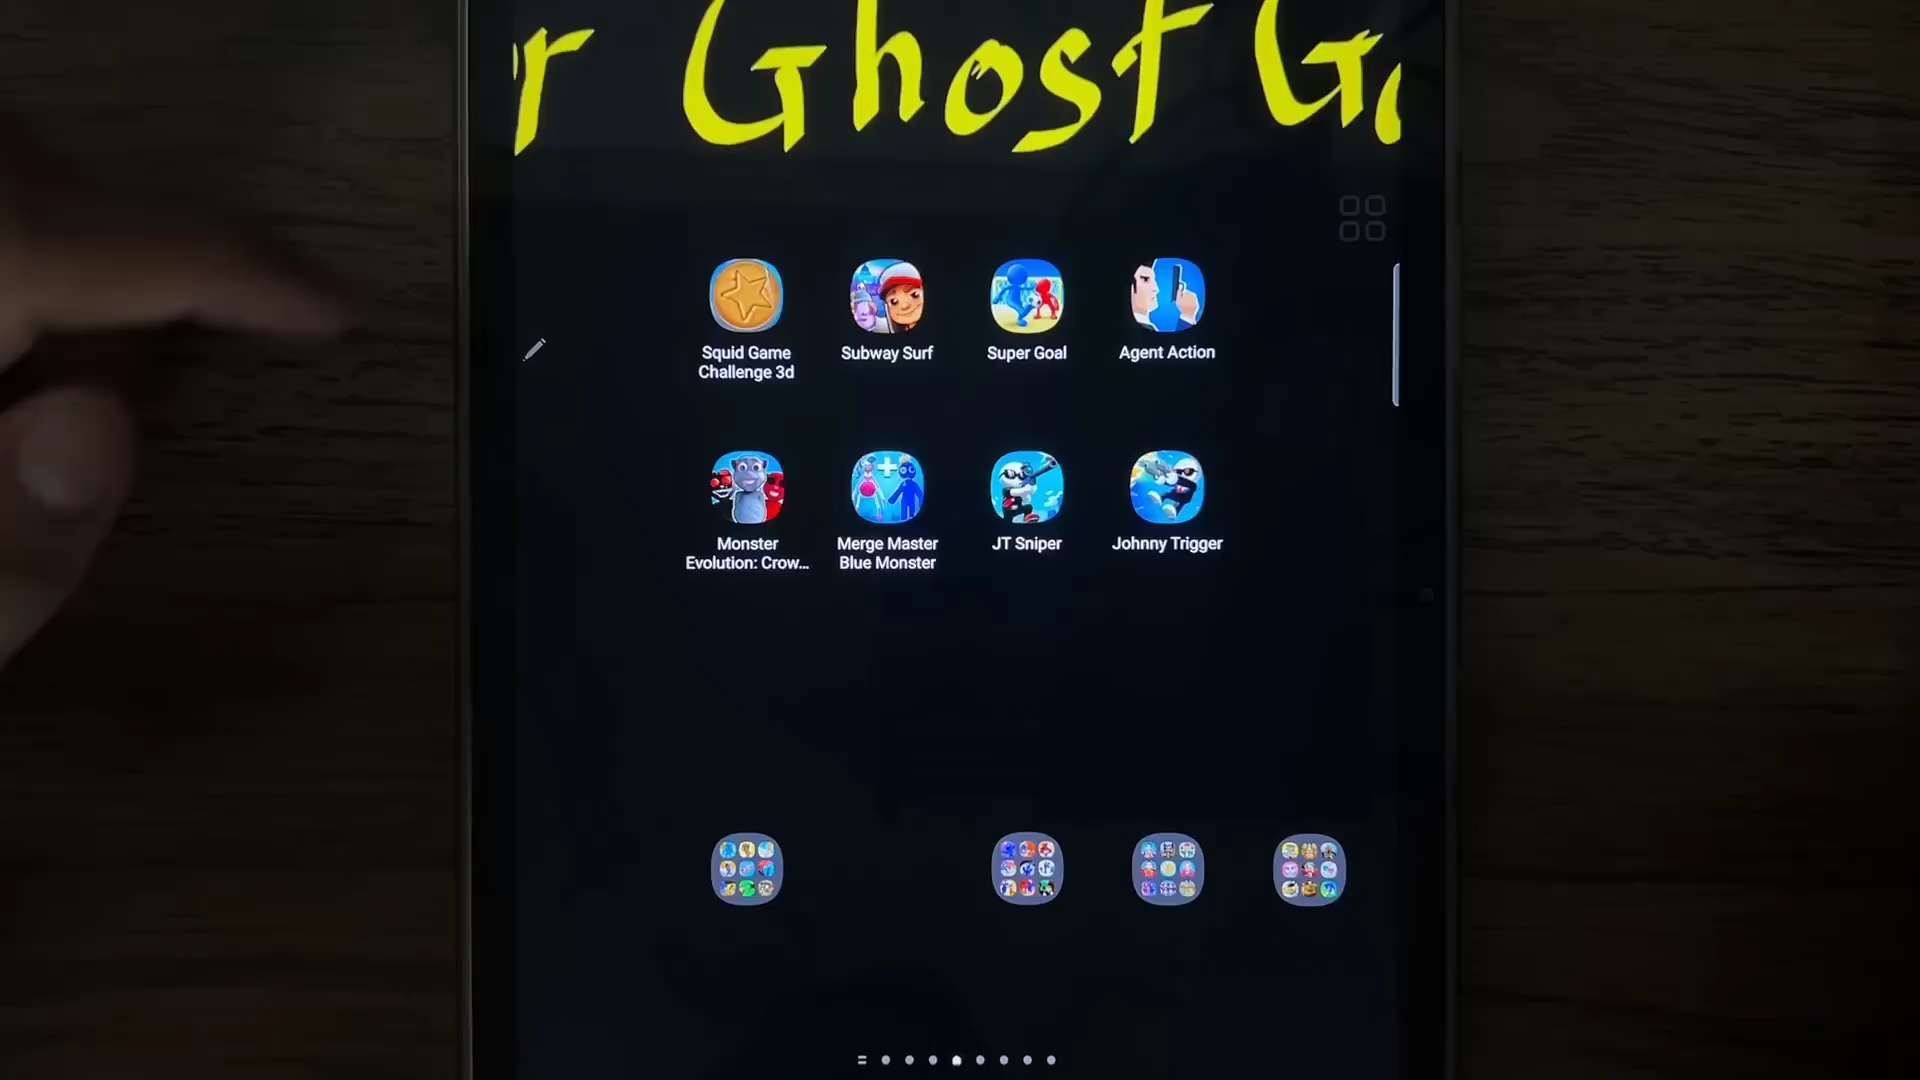 r Ghost Ga
Squid Game
Challenge 3d
Subway Surf
Super Goal
Agent Action
Monster
Evolution: Crow...
Merge Master
Blue Monster
JT Sniper
Johnny Trigger